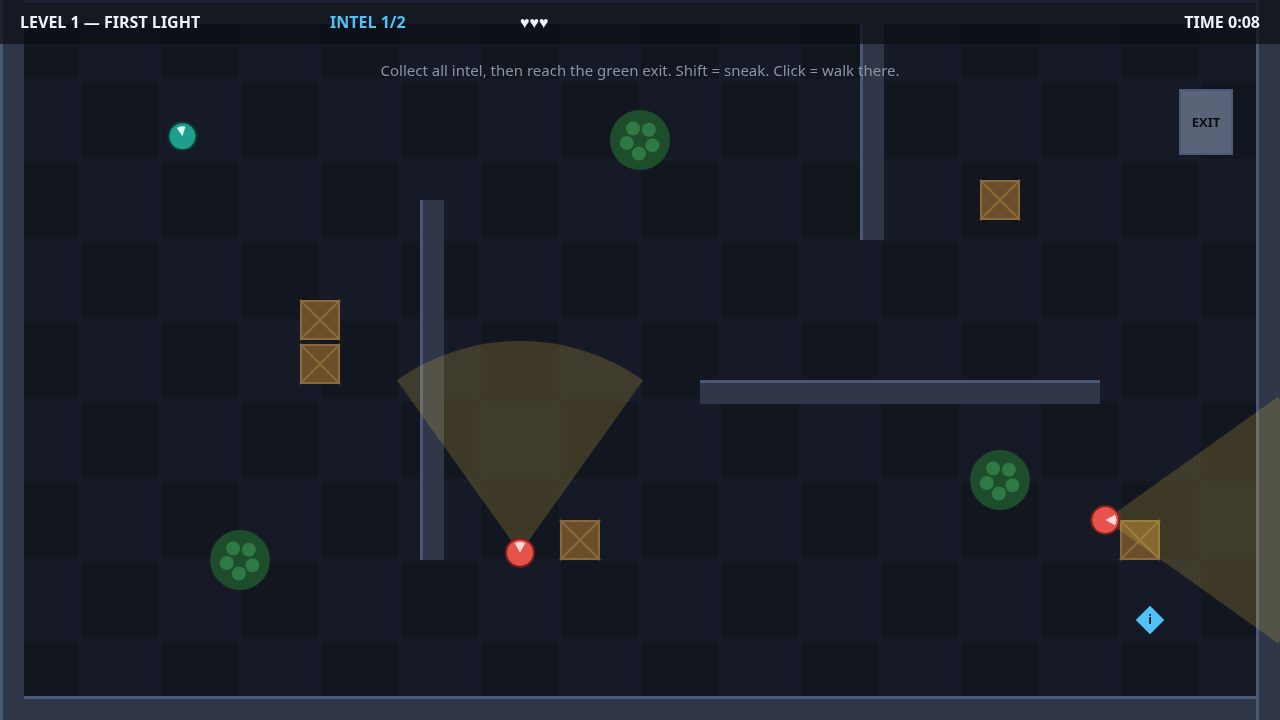 LEVEL 1 — FIRST LIGHT
INTEL 1/2
♥♥♥
TIME 0:08
Collect all intel, then reach the green exit. Shift = sneak. Click = walk there.
EXIT
i